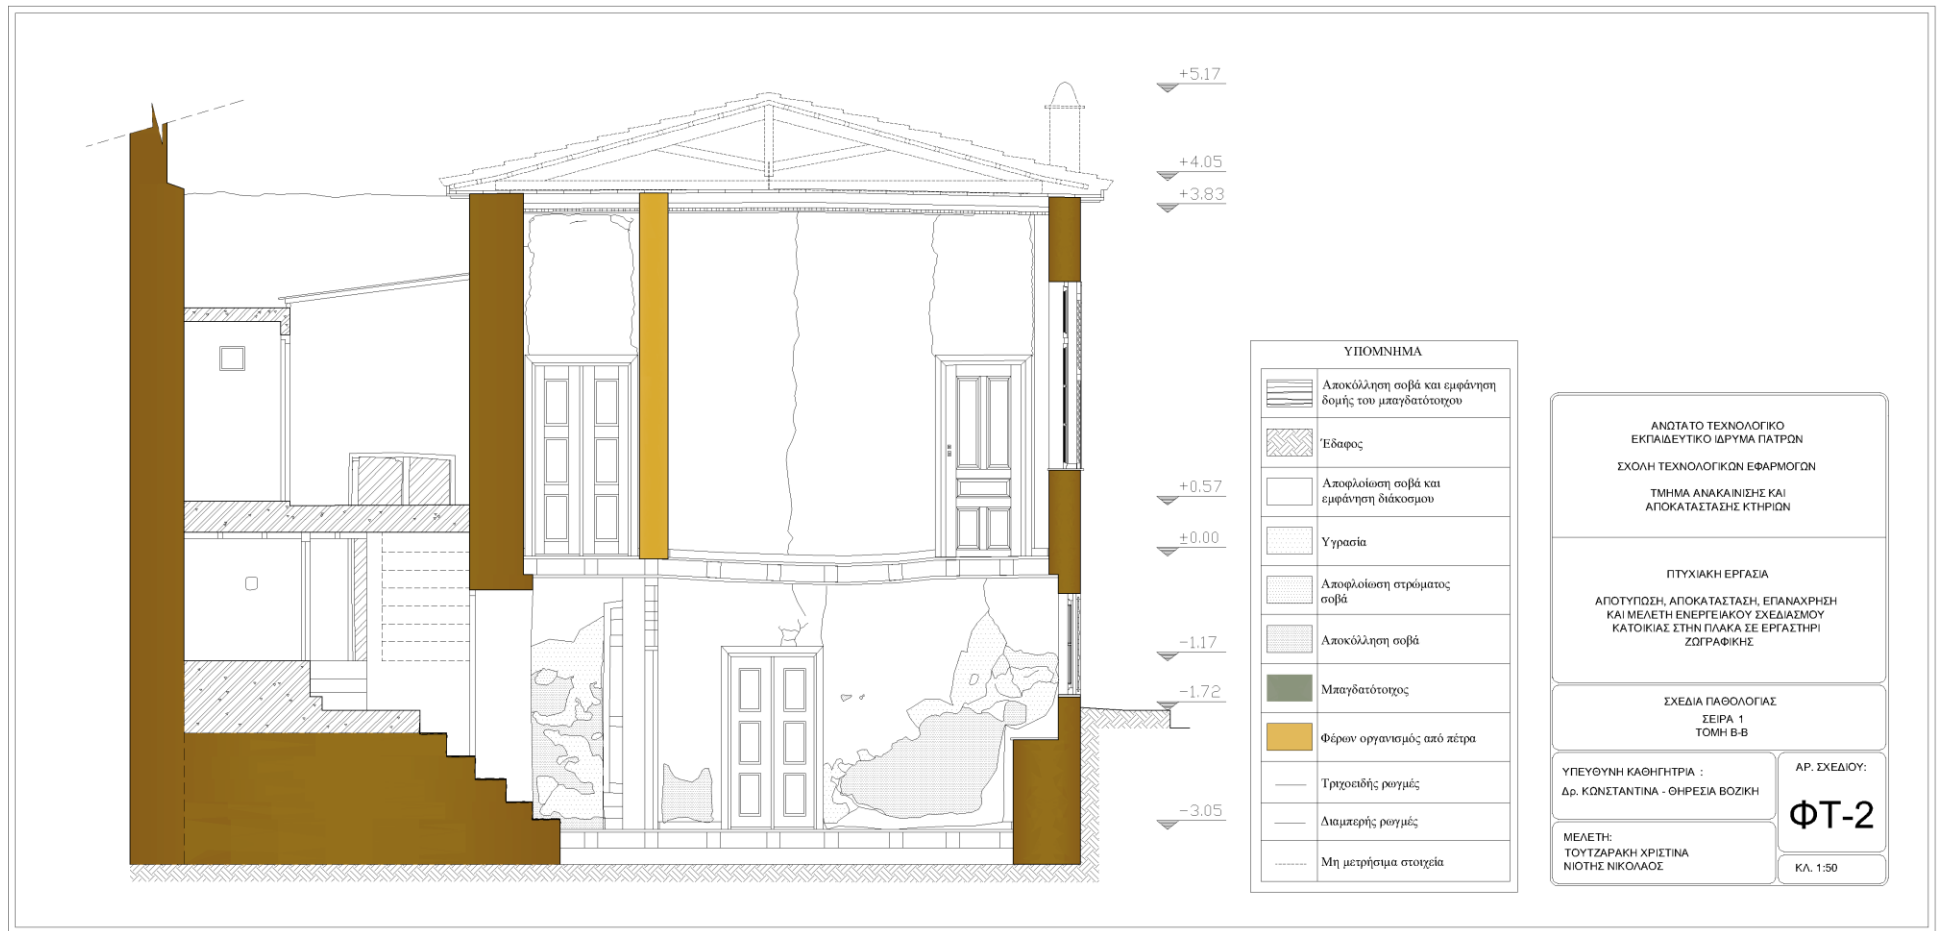 +5.17
+4.05
+3.83
+0.57
±0.00
-1.17
-1.72
-3.05
ΥΠΟΜΝΗΜΑ
Αποκόλληση σοβά και εμφάνηση
δομής του μπαγδατότοιχου
Έδαφος
Αποφλοίωση σοβά και
εμφάνηση διάκοσμου
Υγρασία
Αποφλοίωση στρώματος
σοβά
Αποκόλληση σοβά
Μπαγδατότοιχος
Φέρων οργανισμός από πέτρα
Τριχοειδής ρωγμές
Διαμπερής ρωγμές
Μη μετρήσιμα στοιχεία
ΑΝΩΤΑΤΟ ΤΕΧΝΟΛΟΓΙΚΟ
ΕΚΠΑΙΔΕΥΤΙΚΟ ΙΔΡΥΜΑ ΠΑΤΡΩΝ
ΣΧΟΛΗ ΤΕΧΝΟΛΟΓΙΚΩΝ ΕΦΑΡΜΟΓΩΝ
ΤΜΗΜΑ ΑΝΑΚΑΙΝΙΣΗΣ ΚΑΙ
ΑΠΟΚΑΤΑΣΤΑΣΗΣ ΚΤΗΡΙΩΝ
ΠΤΥΧΙΑΚΗ ΕΡΓΑΣΙΑ
ΑΠΟΤΥΠΩΣΗ, ΑΠΟΚΑΤΑΣΤΑΣΗ, ΕΠΑΝΑΧΡΗΣΗ
ΚΑΙ ΜΕΛΕΤΗ ΕΝΕΡΓΕΙΑΚΟΥ ΣΧΕΔΙΑΣΜΟΥ
ΚΑΤΟΙΚΙΑΣ ΣΤΗΝ ΠΛΑΚΑ ΣΕ ΕΡΓΑΣΤΗΡΙ
ΖΩΓΡΑΦΙΚΗΣ
ΣΧΕΔΙΑ ΠΑΘΟΛΟΓΙΑΣ
ΣΕΙΡΑ 1
ΤΟΜΗ Β-Β
ΥΠΕΥΘΥΝΗ ΚΑΘΗΓΗΤΡΙΑ :
Δρ. ΚΩΝΣΤΑΝΤΙΝΑ - ΘΗΡΕΣΙΑ ΒΟΖΙΚΗ
ΜΕΛΕΤΗ:
ΤΟΥΤΖΑΡΑΚΗ ΧΡΙΣΤΙΝΑ
ΝΙΟΤΗΣ ΝΙΚΟΛΑΟΣ
ΑΡ. ΣΧΕΔΙΟΥ:
ΦΤ-2
ΚΛ. 1:50